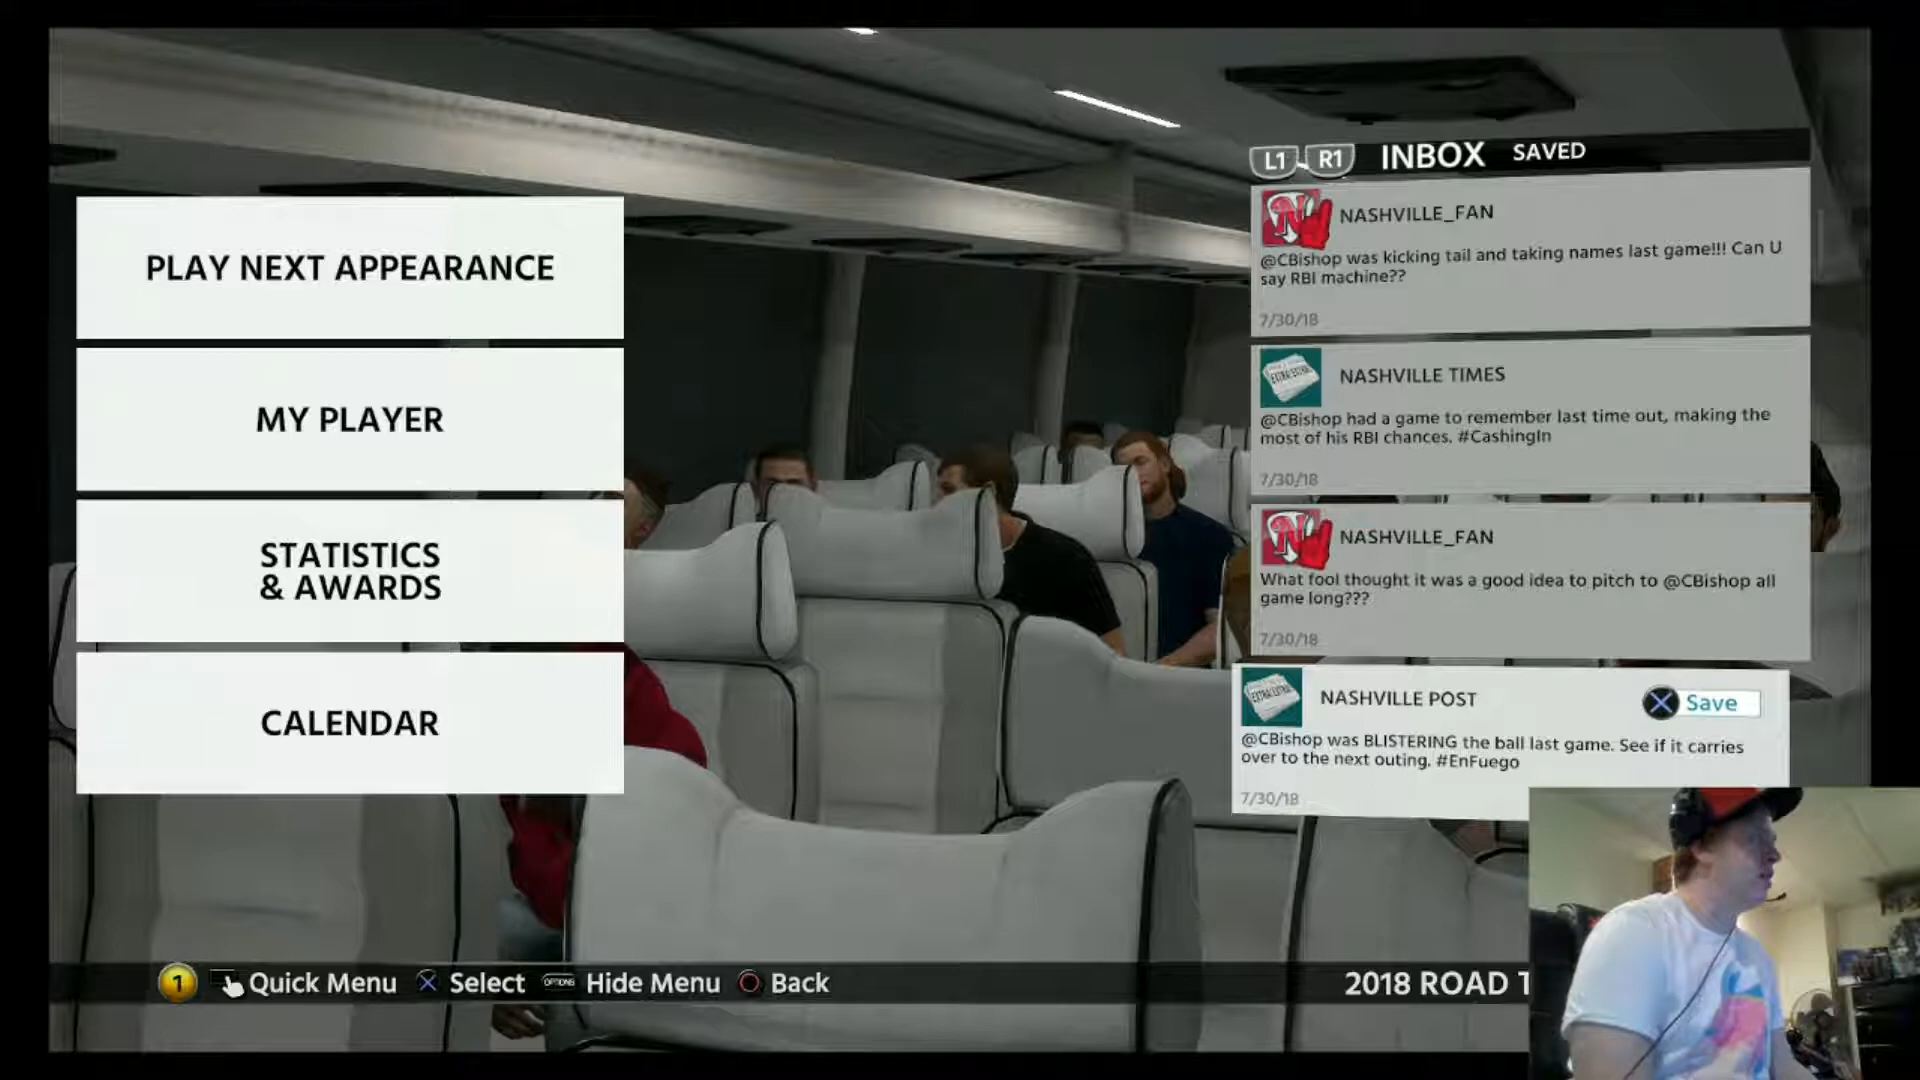 PLAY NEXT APPEARANCE
MY PLAYER
STATISTICS
& AWARDS
CALENDAR
L1 R1 INBOX SAVED
NASHVILLE_FAN
@CBishop was kicking tail and taking names last game!!! Can U
say RBI machine??
7/30/18
EXTRA! EXTRA!
NASHVILLE TIMES
@CBishop had a game to remember last time out, making the
most of his RBI chances. #CashingIn
7/30/18
NASHVILLE_FAN
What fool thought it was a good idea to pitch to @CBishop all
game long???
7/30/18
NASHVILLE POST
Save
@CBishop was BLISTERING the ball last game. See if it carries
over to the next outing. #EnFuego
7/30/18
1 Quick Menu Select OPTIONS Hide Menu Back
2018 ROAD T